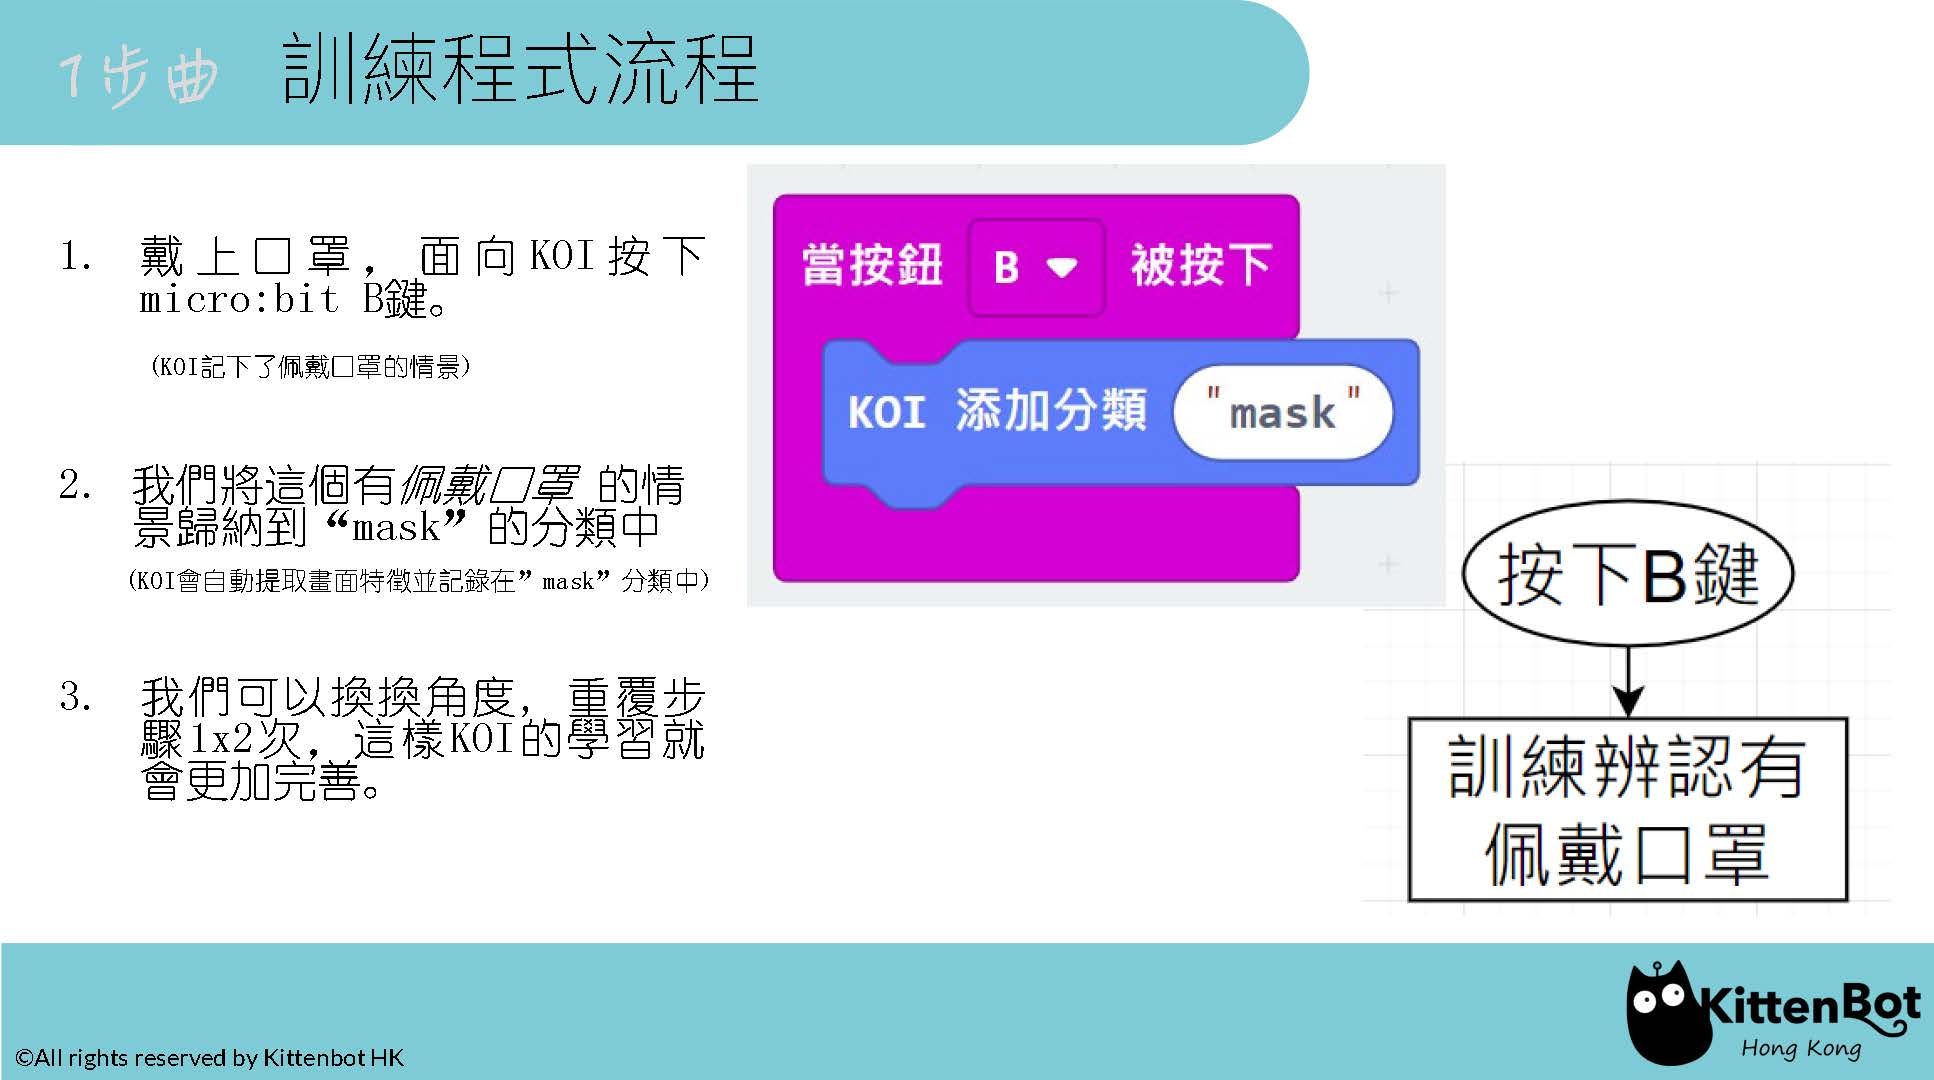 1步曲 訓練程式流程
1. 戴上口罩，面向KOI按下
micro:bit B鍵。
(KOI記下了佩戴口罩的情景)
2. 我們將這個有佩戴口罩 的情
景歸納到“mask”的分類中
(KOI會自動提取畫面特徵並記錄在”mask”分類中)
3. 我們可以換換角度，重覆步
驟1x2次，這樣KOI的學習就
會更加完善。
當按鈕 B 被按下
KOI 添加分類 "mask"
按下B鍵
訓練辨認有
佩戴口罩
©All rights reserved by Kittenbot HK
KittenBot
Hong Kong